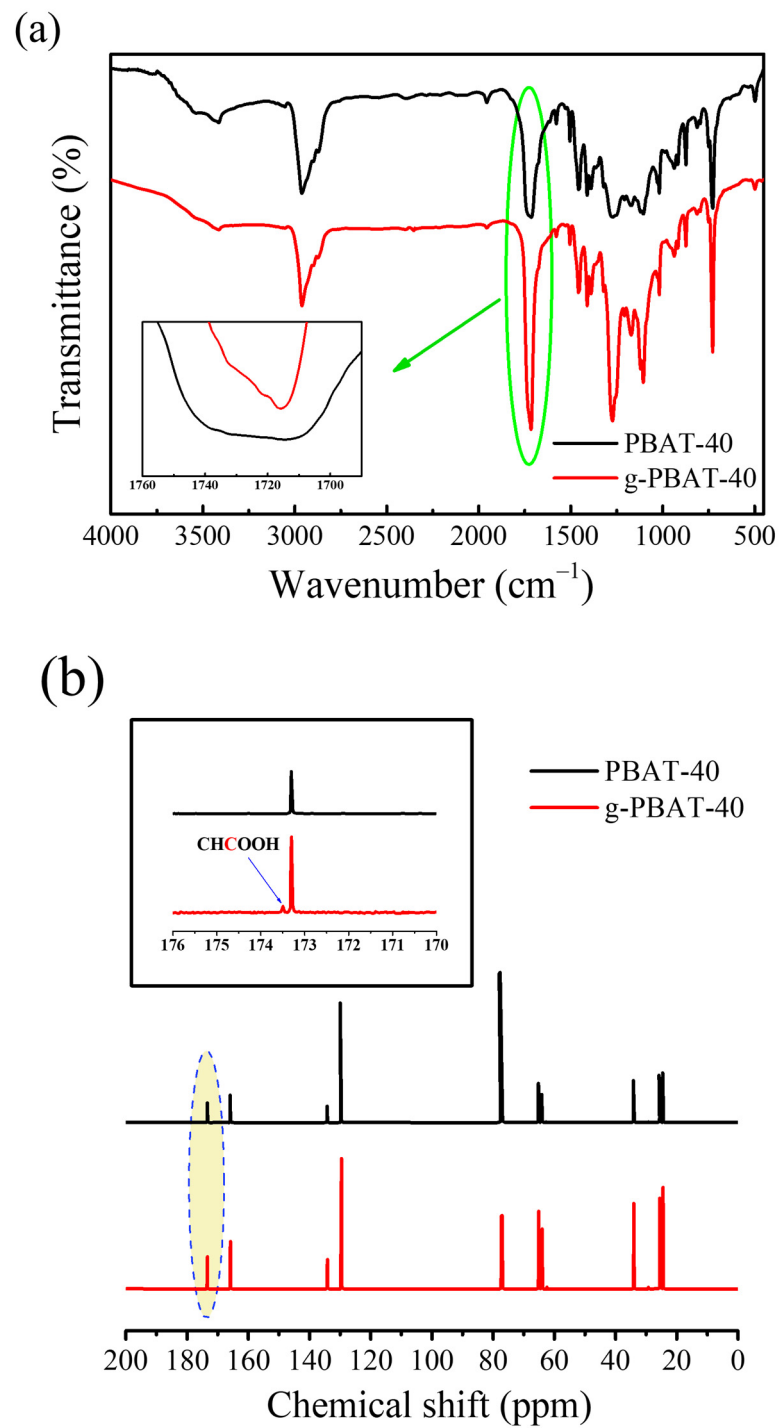 (a)
Transmittance (%)
1760 1740 1720 1700
PBAT-40
g-PBAT-40
4000 3500 3000 2500 2000 1500 1000 500
Wavenumber (cm⁻¹)
(b)
PBAT-40
g-PBAT-40
CHCOOH
176 175 174 173 172 171 170
200 180 160 140 120 100 80 60 40 20 0
Chemical shift (ppm)